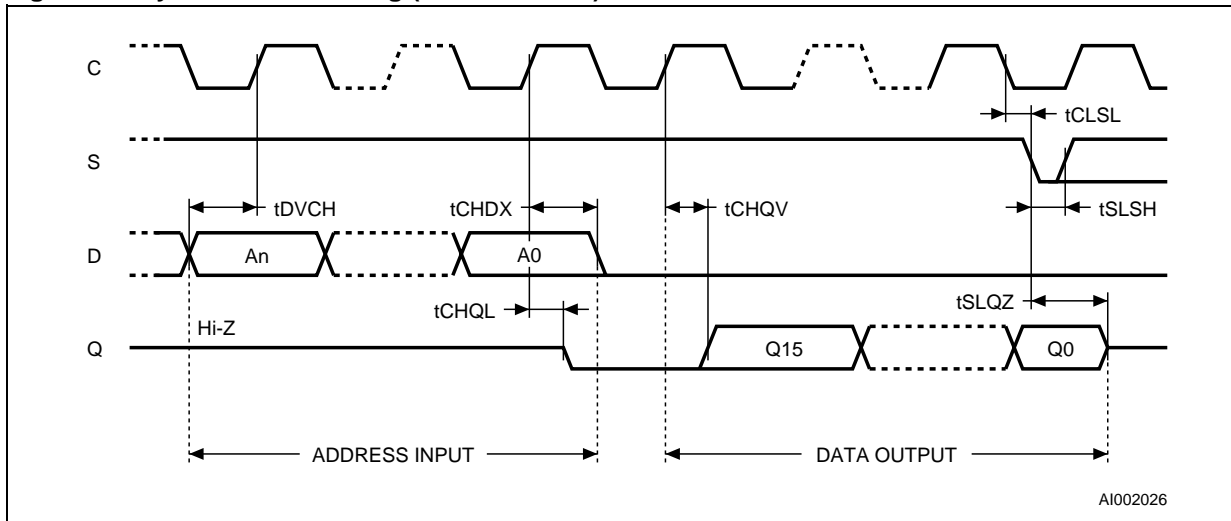 C
tCLSL
S
tDVCH
tCHDX
tCHQV
tSLSH
D
An
A0
tCHQL
tSLQZ
Hi-Z
Q
Q15
Q0
ADDRESS INPUT
DATA OUTPUT
AI002026